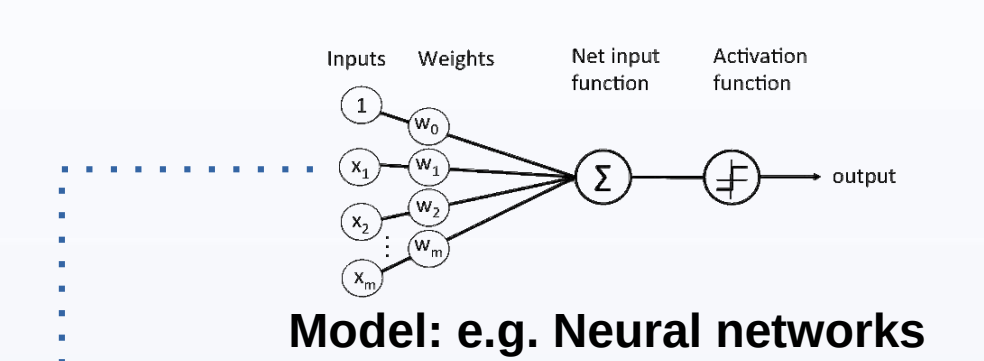 Inputs Weights Net input function Activation function
1
w0
x1 w1
x2 w2
⋮
wm
xm
Σ
output
Model: e.g. Neural networks